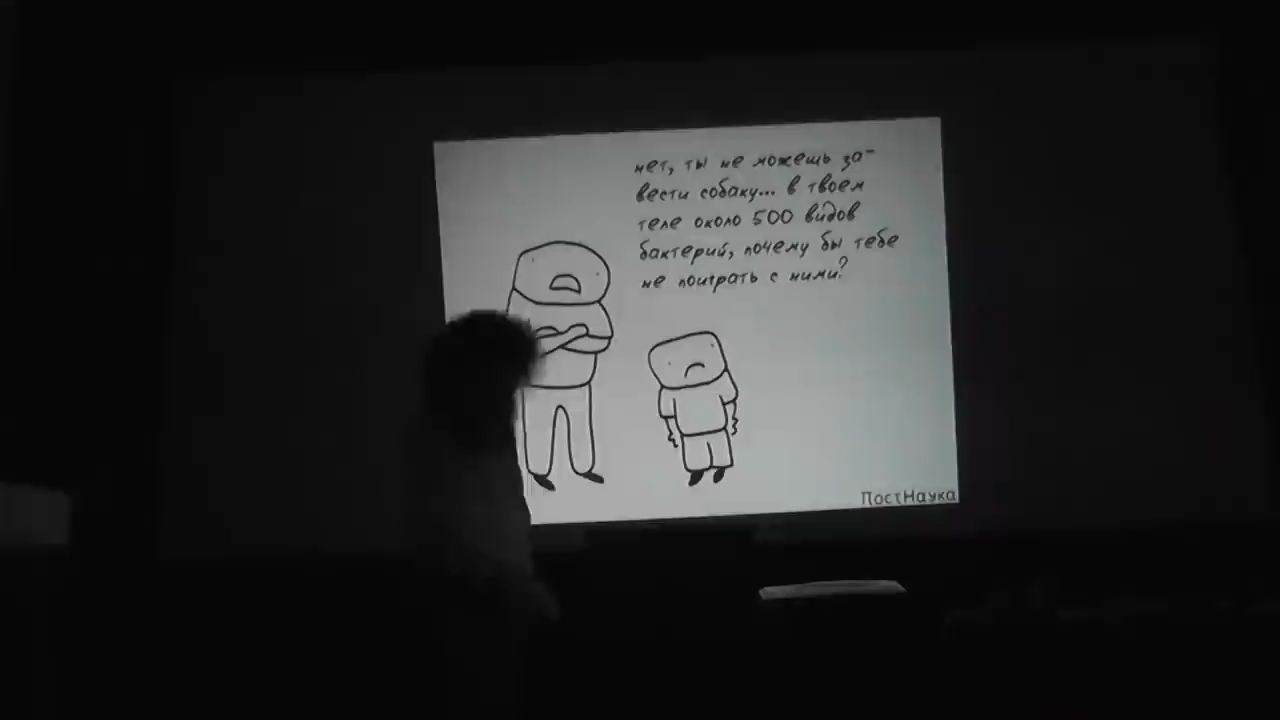 нет, ты не можешь за-
вести собаку... в твоем
теле около 500 видов
бактерий, почему бы тебе
не поиграть с ними?
ПостНаука